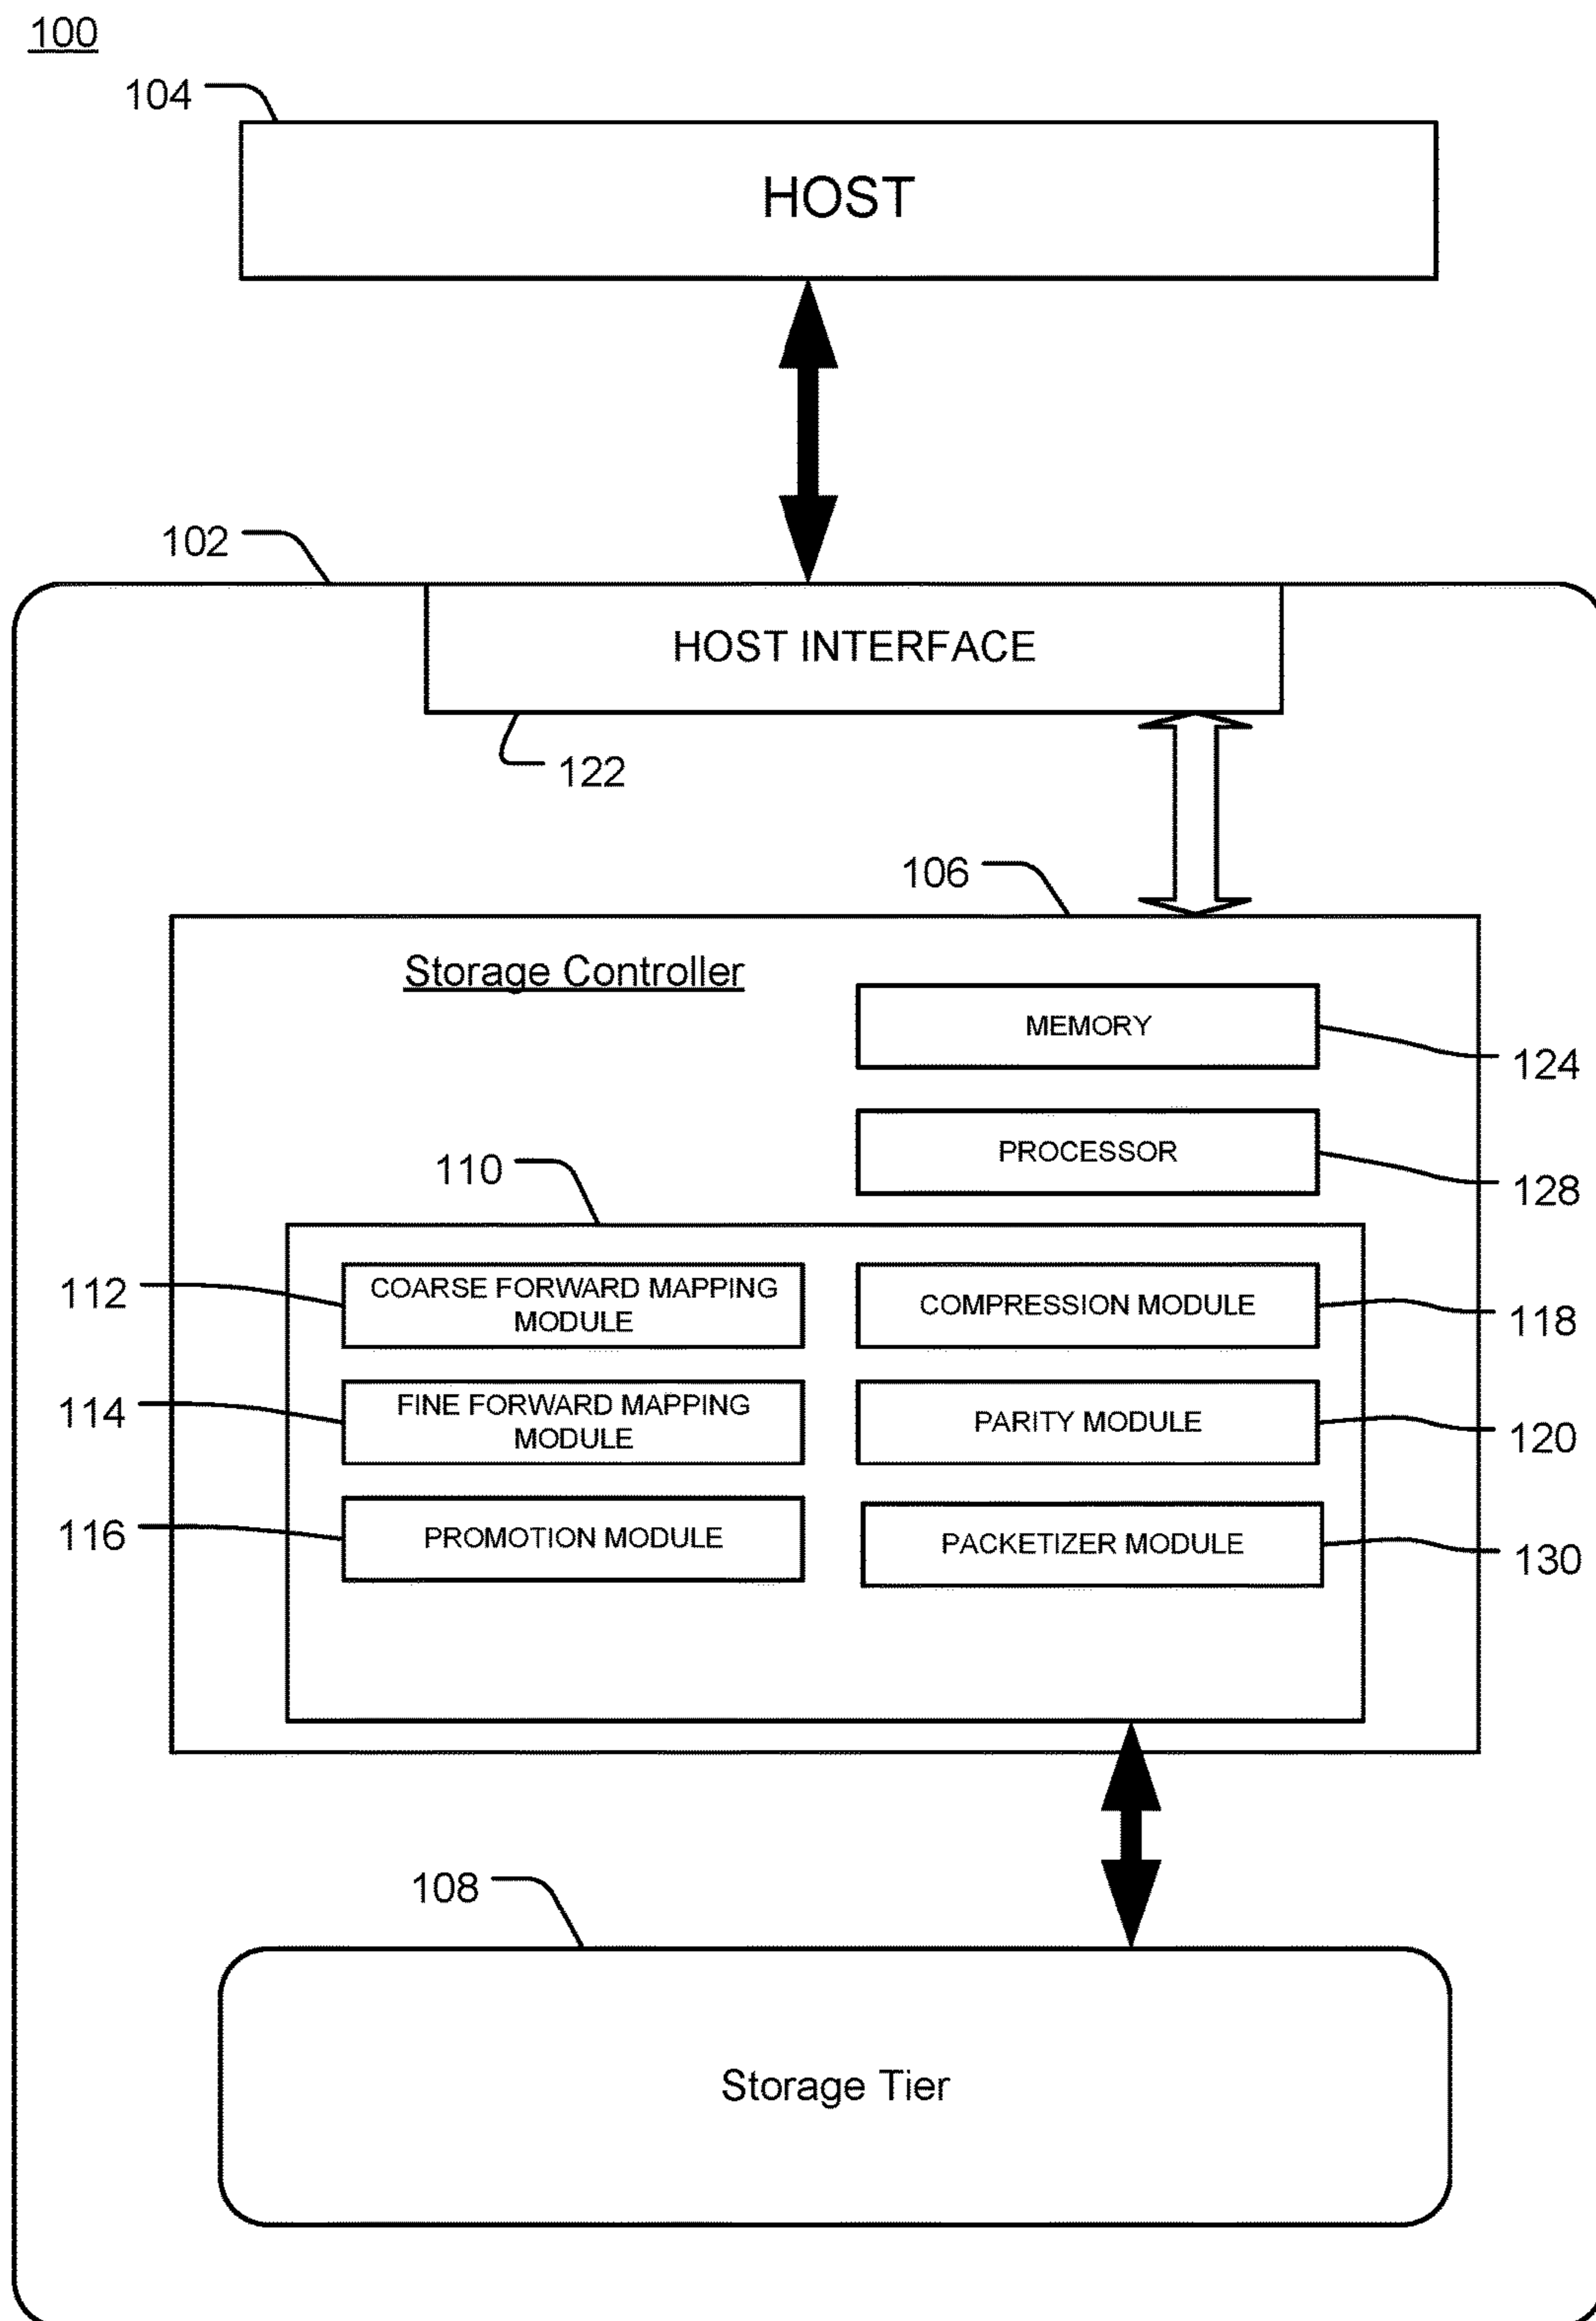 100
104
HOST
102
HOST INTERFACE
122
106
Storage Controller
MEMORY
124
PROCESSOR
128
110
112
COARSE FORWARD MAPPING
MODULE
COMPRESSION MODULE
118
114
FINE FORWARD MAPPING
MODULE
PARITY MODULE
120
116
PROMOTION MODULE
PACKETIZER MODULE
130
108
Storage Tier